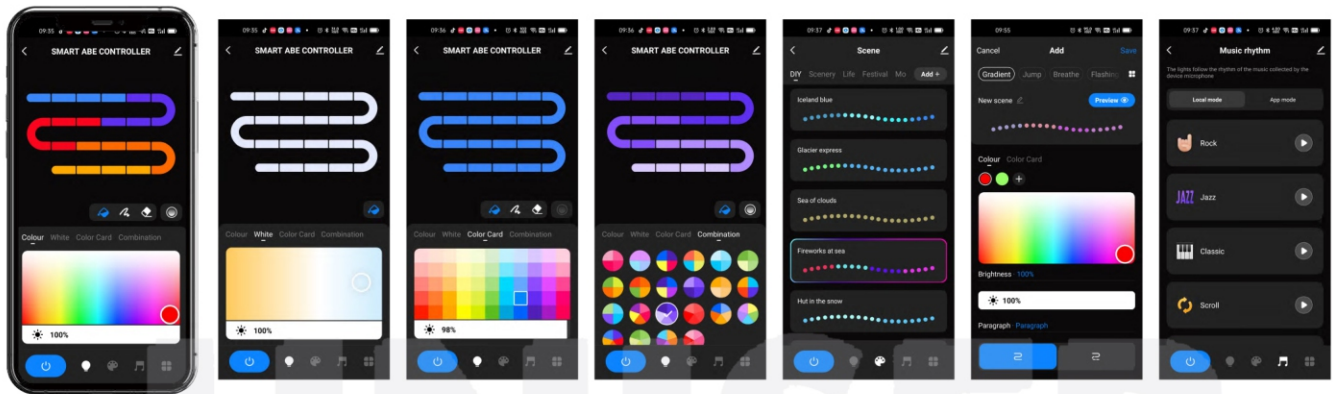 09:35
SMART ABE CONTROLLER
Colour White Color Card Combination
100%
09:35
SMART ABE CONTROLLER
Colour White Color Card Combination
100%
09:36
SMART ABE CONTROLLER
Colour White Color Card Combination
98%
09:36
SMART ABE CONTROLLER
Colour White Color Card Combination
09:37
Scene
DIY Scenery Life Festival Mo Add +
Iceland blue
Glacier express
Sea of clouds
Fireworks at sea
Hut in the snow
09:55
Cancel Add Save
Gradient Jump Breathe Flashing
New scene Preview
Colour Color Card
Brightness 100%
100%
Paragraph Paragraph
09:37
Music rhythm
The lights follow the rhythm of the music collected by the
device microphone
Local mode App mode
Rock
JAZZ Jazz
Classic
Scroll